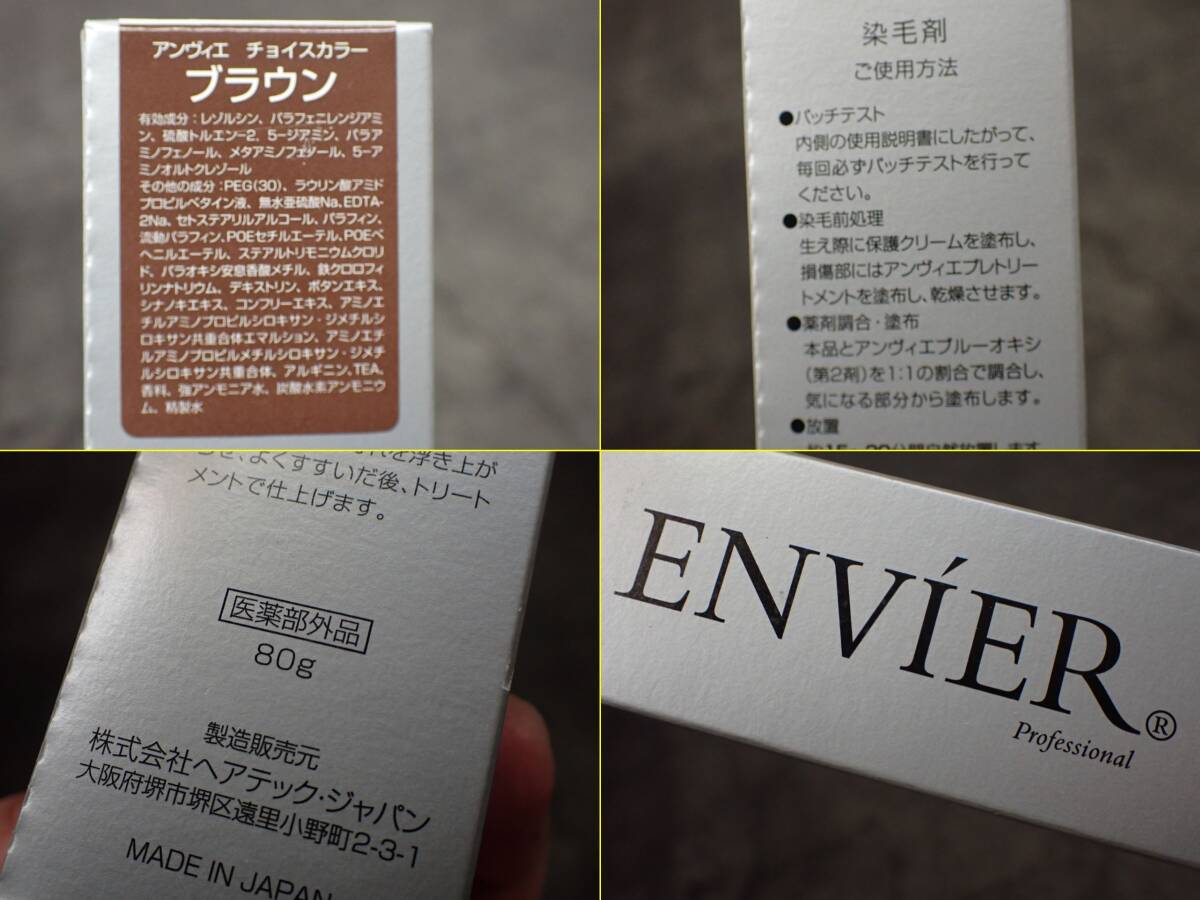 アンヴィエ チョイスカラー
ブラウン
有効成分：レゾルシン、パラフェニレンジアミ
ン、硫酸トルエン-2、5-ジアミン、パラア
ミノフェノール、メタアミノフェノール、5-ア
ミノオルトクレゾール
その他の成分：PEG(30)、ラウリン酸アミド
プロピルベタイン液、無水亜硫酸Na、EDTA-
2Na、セトステアリルアルコール、パラフィン、
流動パラフィン、POEセチルエーテル、POEベ
ヘニルエーテル、ステアルトリモニウムクロリ
ド、パラオキシ安息香酸メチル、鉄クロロフィ
リンナトリウム、デキストリン、ボタンエキス、
シナノキエキス、コンフリーエキス、アミノエ
チルアミノプロピルシロキサン・ジメチルシ
ロキサン共重合体エマルション、アミノエチ
ルアミノプロピルメチルシロキサン・ジメチ
ルシロキサン共重合体、アルギニン、TEA、
香料、強アンモニア水、炭酸水素アンモニウ
ム、精製水
染毛剤
ご使用方法
●パッチテスト
内側の使用説明書にしたがって、
毎回必ずパッチテストを行って
ください。
●染毛前処理
生え際に保護クリームを塗布し、
損傷部にはアンヴィエプレトリー
トメントを塗布し、乾燥させます。
●薬剤調合・塗布
本品とアンヴィエブルーオキシ
(第2剤)を1:1の割合で調合し、
気になる部分から塗布します。
●放置
を浮き上が
らせ、よくすすいだ後、トリート
メントで仕上げます。
医薬部外品
80g
製造販売元
株式会社ヘアテック・ジャパン
大阪府堺市堺区遠里小野町2-3-1
MADE IN JAPAN
ENVÍER®
Professional